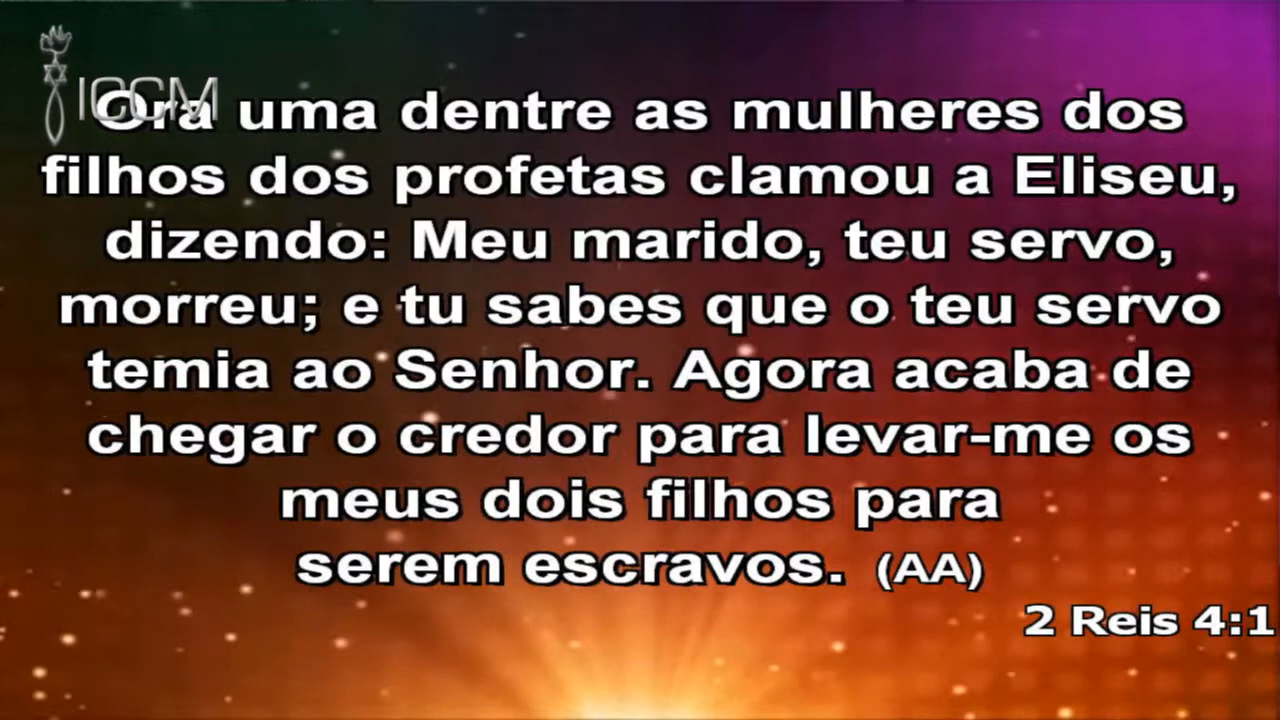 ICCM
Ora uma dentre as mulheres dos
filhos dos profetas clamou a Eliseu,
dizendo: Meu marido, teu servo,
morreu; e tu sabes que o teu servo
temia ao Senhor. Agora acaba de
chegar o credor para levar-me os
meus dois filhos para
serem escravos. (AA)
2 Reis 4:1